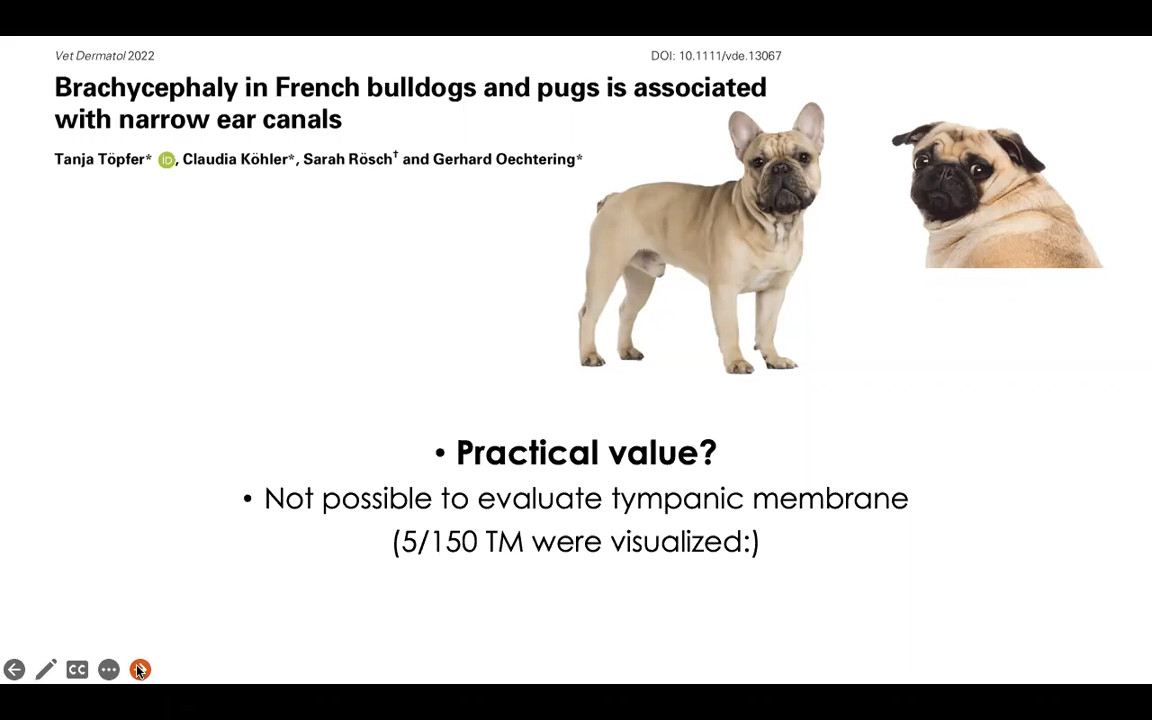 Vet Dermatol 2022
DOI: 10.1111/vde.13067
Brachycephaly in French bulldogs and pugs is associated
with narrow ear canals
Tanja Töpfer* iD, Claudia Köhler*, Sarah Rösch† and Gerhard Oechtering*
• Practical value?
• Not possible to evaluate tympanic membrane
(5/150 TM were visualized:)
CC